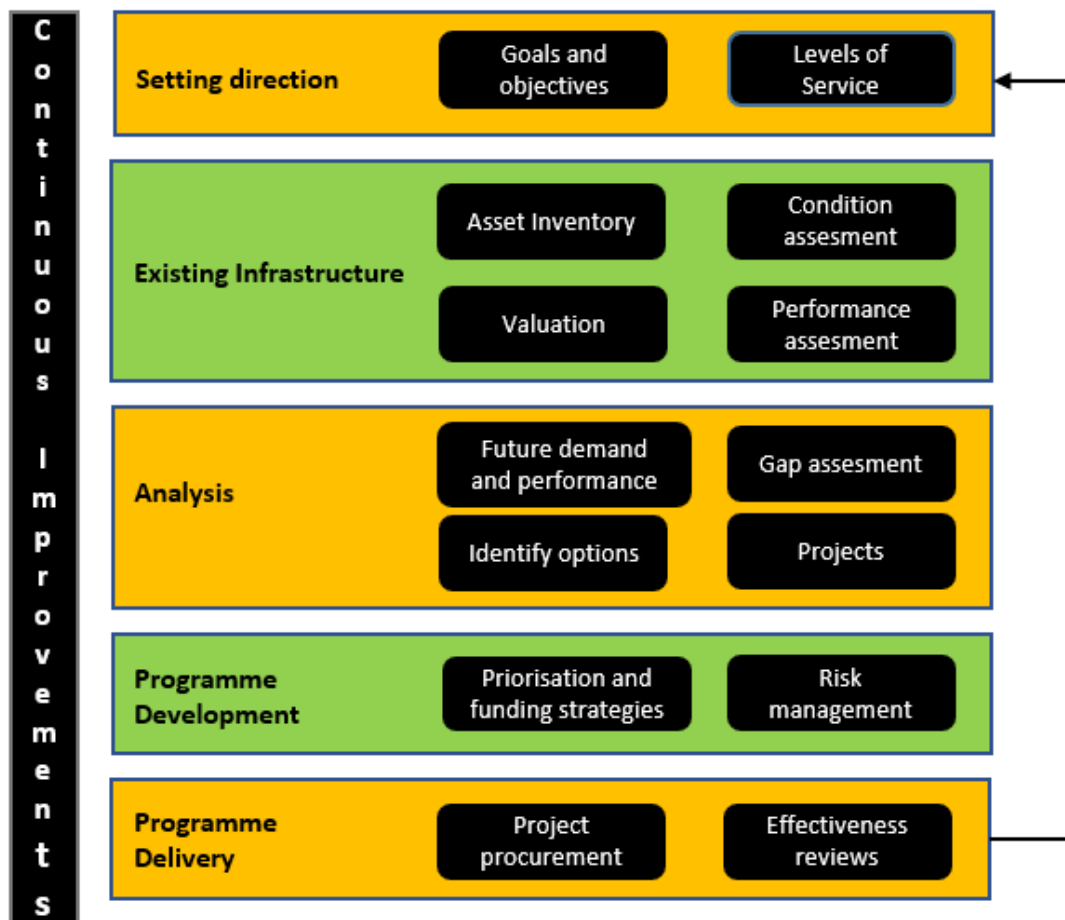 Continuous Improvements
Setting direction
Goals and
objectives
Levels of
Service
Existing Infrastructure
Asset Inventory
Condition
assesment
Valuation
Performance
assesment
Analysis
Future demand
and performance
Gap assesment
Identify options
Projects
Programme
Development
Priorisation and
funding strategies
Risk
management
Programme
Delivery
Project
procurement
Effectiveness
reviews